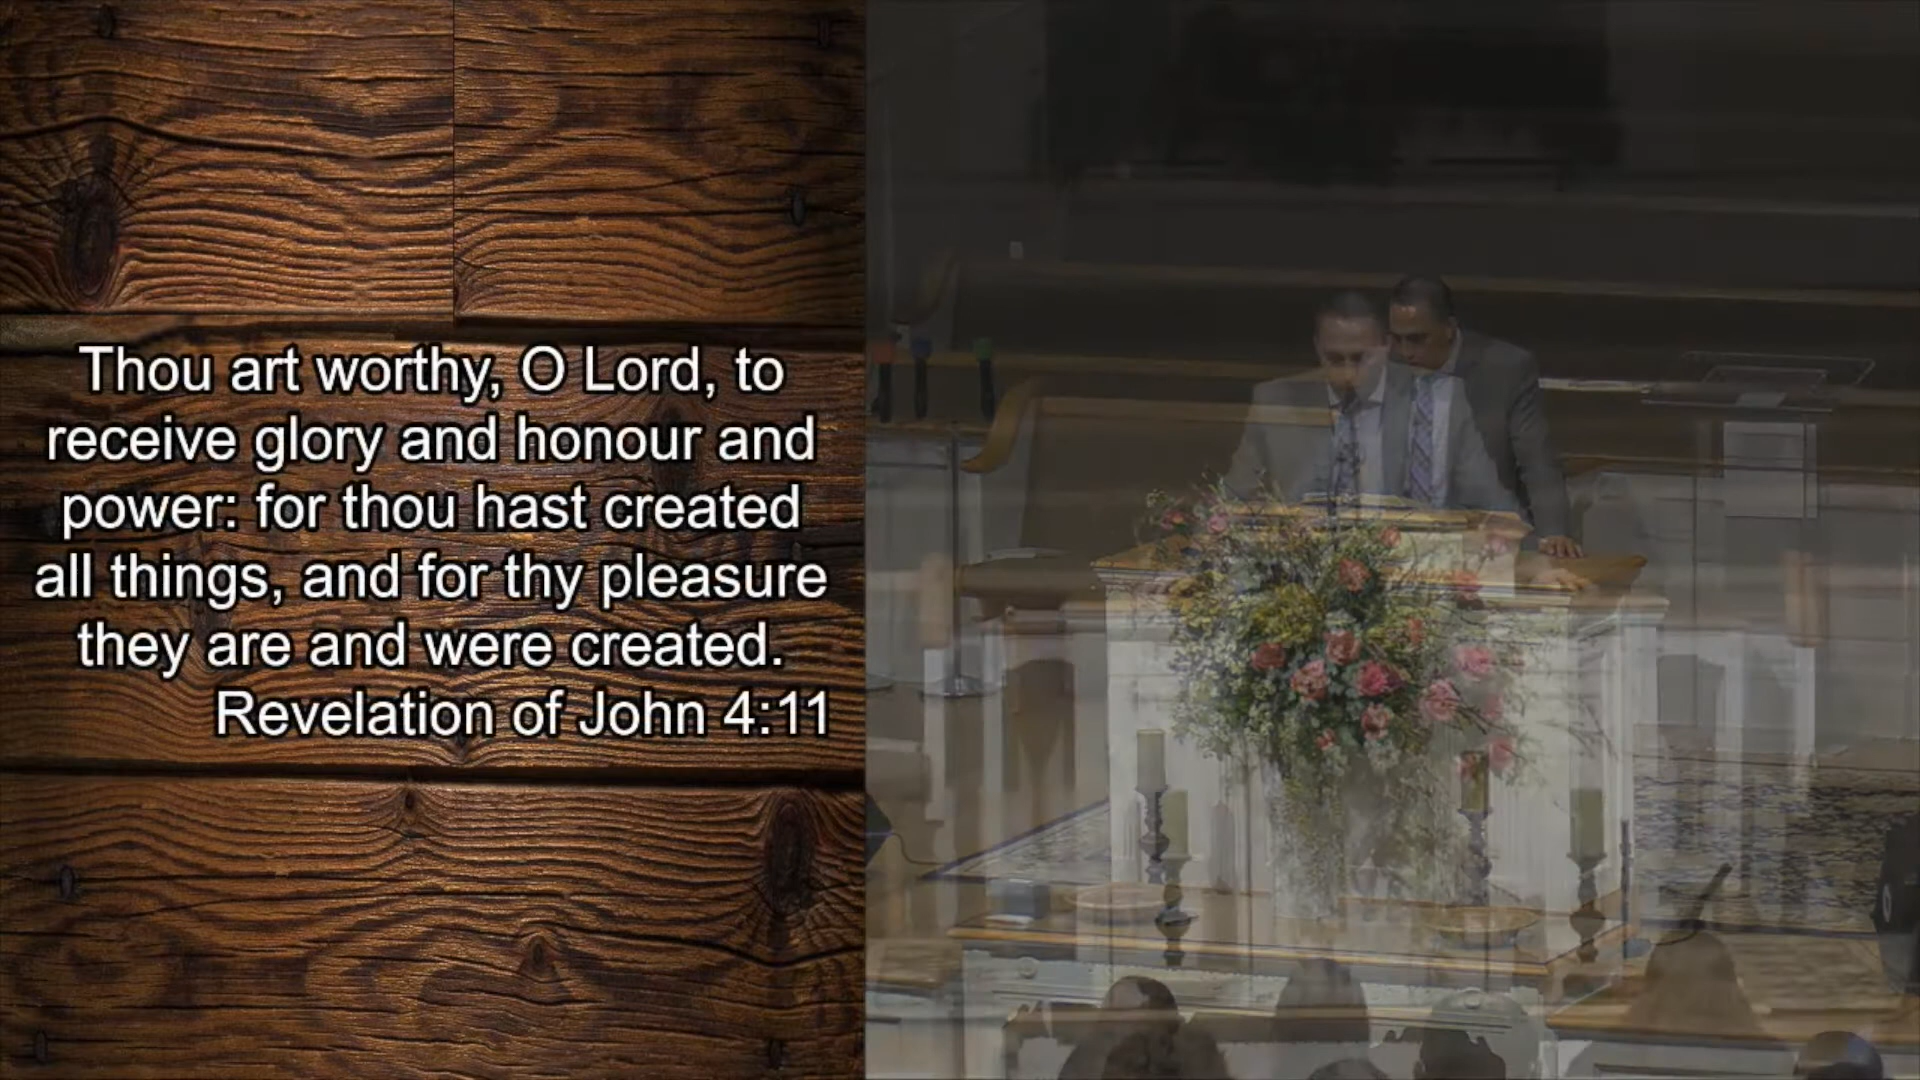 Thou art worthy, O Lord, to
receive glory and honour and
power: for thou hast created
all things, and for thy pleasure
they are and were created.
Revelation of John 4:11